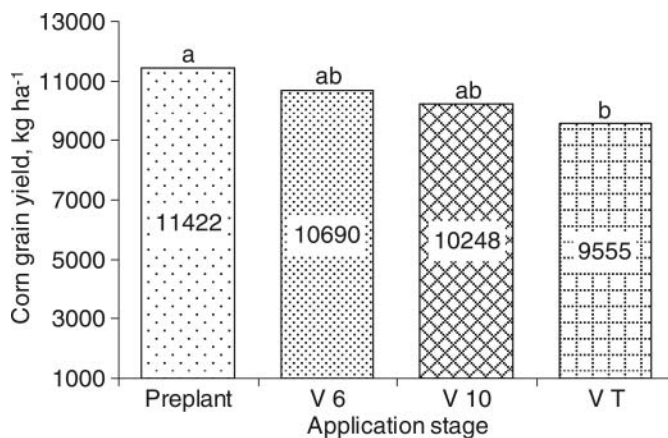 Corn grain yield, kg ha⁻¹
13000
11000
9000
7000
5000
3000
1000
a
ab
ab
b
11422
10690
10248
9555
Preplant
V 6
V 10
V T
Application stage